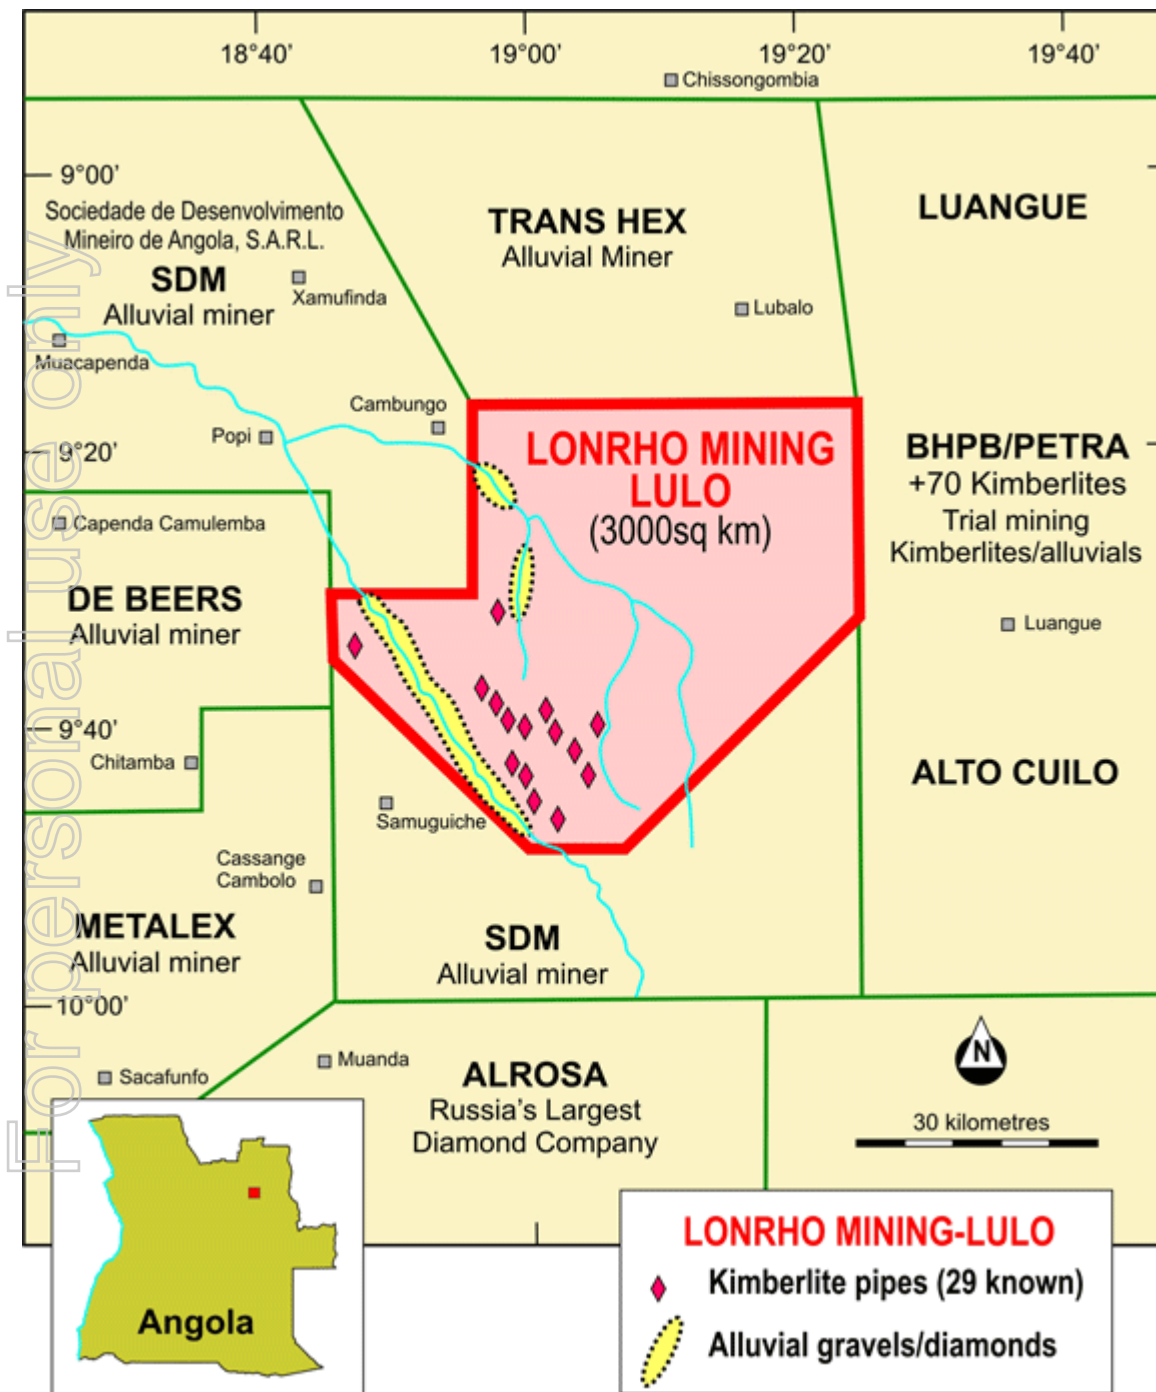 18°40’
19°00’
19°20’
19°40’
Chissongombia
9°00’
Sociedade de Desenvolvimento
Mineiro de Angola, S.A.R.L.
SDM
Alluvial miner
Xamufinda
Muacapenda
TRANS HEX
Alluvial Miner
Lubalo
LUANGUE
Cambungo
Popi
9°20’
LONRHO MINING
LULO
(3000sq km)
BHPB/PETRA
+70 Kimberlites
Trial mining
Kimberlites/alluvials
Capenda Camulemba
DE BEERS
Alluvial miner
Luangue
9°40’
Chitamba
ALTO CUILO
Samuguiche
Cassange
Cambolo
METALEX
Alluvial miner
SDM
Alluvial miner
10°00’
Muanda
Sacafunfo
ALROSA
Russia’s Largest
Diamond Company
N
30 kilometres
Angola
LONRHO MINING-LULO
Kimberlite pipes (29 known)
Alluvial gravels/diamonds
For personal use only